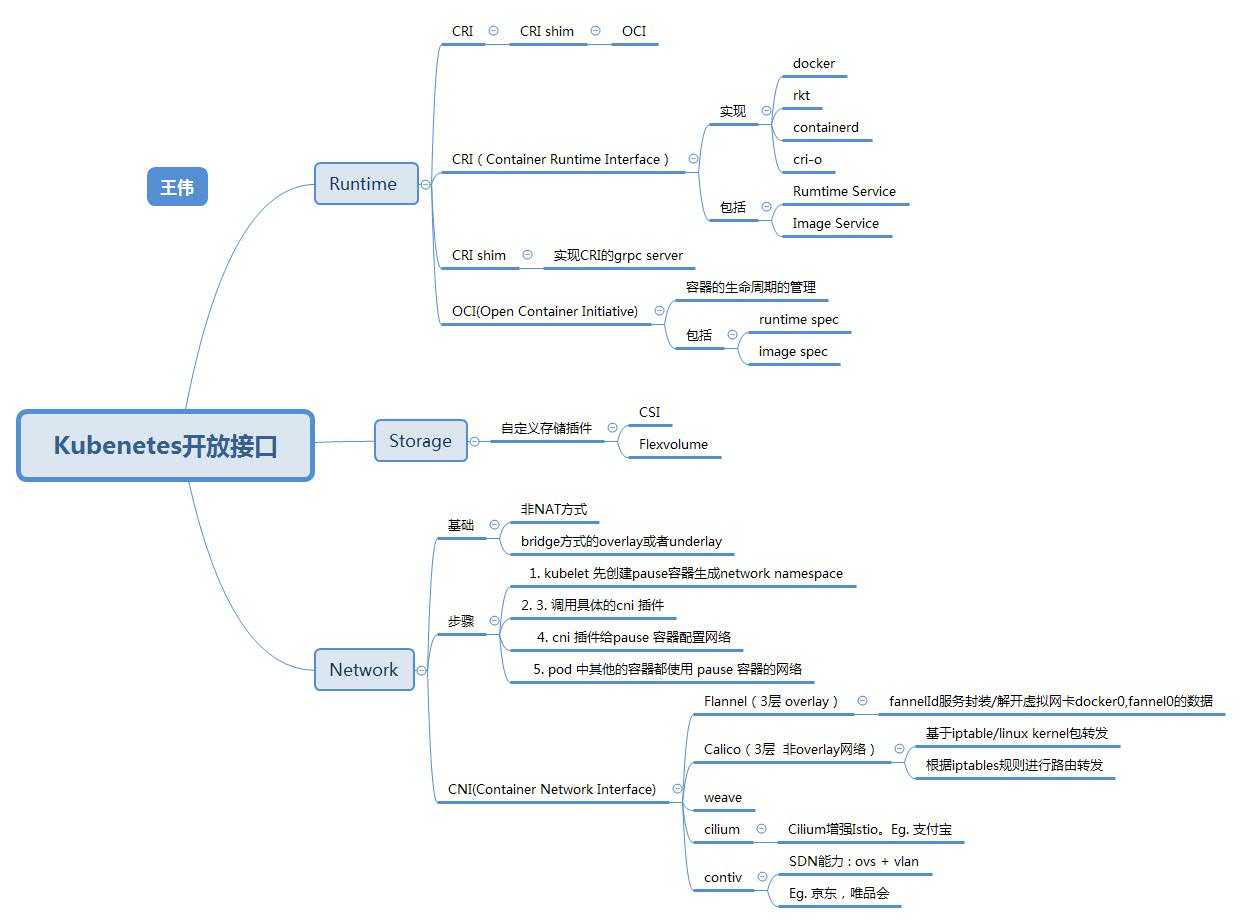 CRI
CRI shim
OCI
docker
rkt
实现
containerd
CRI（Container Runtime Interface）
cri-o
王伟
Runtime
Rumtime Service
包括
Image Service
CRI shim
实现CRI的grpc server
容器的生命周期的管理
OCI(Open Container Initiative)
runtime spec
包括
image spec
Kubenetes开放接口
Storage
自定义存储插件
CSI
Flexvolume
Network
基础
非NAT方式
bridge方式的overlay或者underlay
步骤
1. kubelet 先创建pause容器生成network namespace
2. 3. 调用具体的cni 插件
4. cni 插件给pause 容器配置网络
5. pod 中其他的容器都使用 pause 容器的网络
CNI(Container Network Interface)
Flannel（3层 overlay）
fannelId服务封装/解开虚拟网卡docker0,fannel0的数据
Calico（3层 非overlay网络）
基于iptable/linux kernel包转发
根据iptables规则进行路由转发
weave
cilium
Cilium增强Istio。Eg. 支付宝
contiv
SDN能力：ovs + vlan
Eg. 京东，唯品会